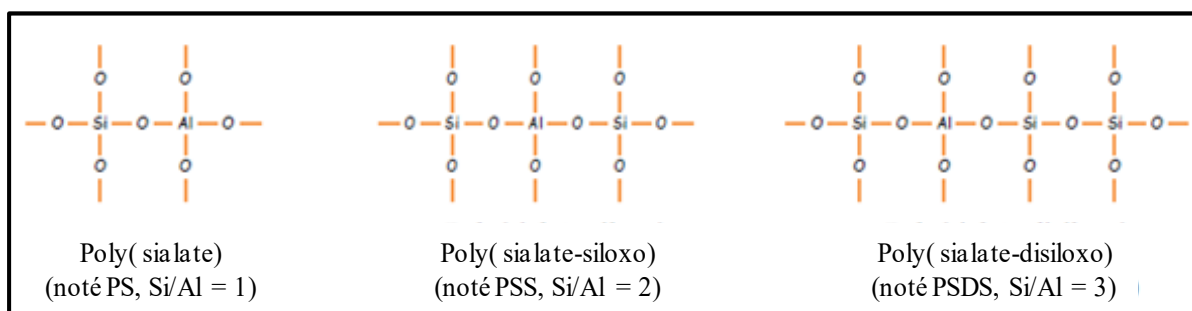 O O O O O O O O O
— O — Si — O — Al — O — — O — Si — O — Al — O — Si — O — — O — Si — O — Al — O — Si — O — Si — O —
O O O O O O O O O
Poly( sialate) Poly( sialate-siloxo) Poly( sialate-disiloxo)
(noté PS, Si/Al = 1) (noté PSS, Si/Al = 2) (noté PSDS, Si/Al = 3)